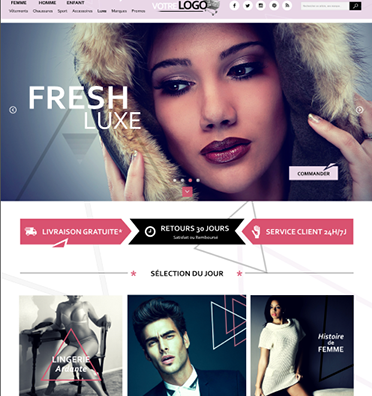 FEMME HOMME ENFANT
Vêtements Chaussures Sport Accessoires Luxe Marques Promos
VOTRE LOGO
FRESH
LUXE
COMMANDER
LIVRAISON GRATUITE*
RETOURS 30 JOURS
Satisfait ou Remboursé
SERVICE CLIENT 24H/7J
* SÉLECTION DU JOUR *
LINGERIE
Ardante
Histoire
de
FEMME